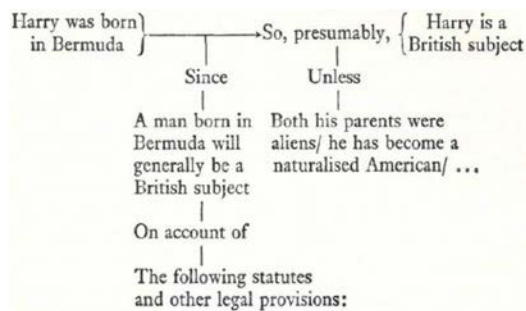 Harry was born
in Bermuda
So, presumably,
Harry is a
British subject
Since
Unless
A man born in
Bermuda will
generally be a
British subject
Both his parents were
aliens/ he has become a
naturalised American/ ...
On account of
The following statutes
and other legal provisions: